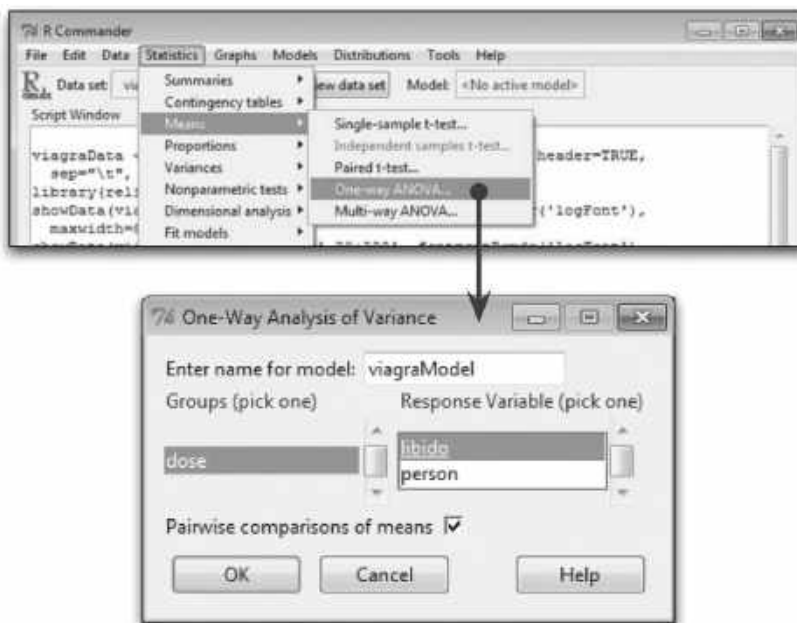 R Commander
File Edit Data Statistics Graphs Models Distributions Tools Help
Data set: ew data set Model: <No active model>
Script Window
Summaries
Contingency tables
Means
Proportions
Variances
Nonparametric tests
Dimensional analysis
Fit models
Single-sample t-test...
Independent samples t-test...
Paired t-test...
One-way ANOVA...
Multi-way ANOVA...
viagraData header=TRUE,
sep="\t",
library(rel
showData(via ('logFont'),
maxwidth=
One-Way Analysis of Variance
Enter name for model: viagraModel
Groups (pick one) Response Variable (pick one)
dose
libido
person
Pairwise comparisons of means
OK Cancel Help